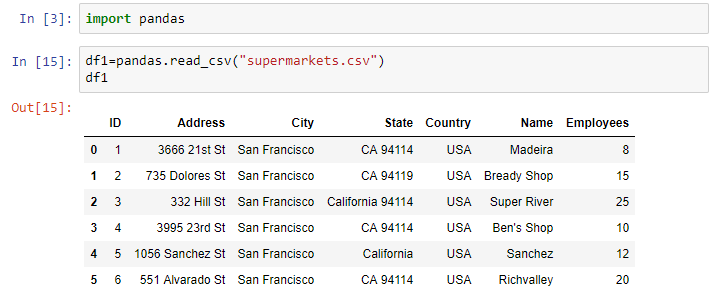 In [3]: import pandas
In [15]: df1=pandas.read_csv("supermarkets.csv")
df1
Out[15]:
ID Address City State Country Name Employees
0 1 3666 21st St San Francisco CA 94114 USA Madeira 8
1 2 735 Dolores St San Francisco CA 94119 USA Bready Shop 15
2 3 332 Hill St San Francisco California 94114 USA Super River 25
3 4 3995 23rd St San Francisco CA 94114 USA Ben's Shop 10
4 5 1056 Sanchez St San Francisco California USA Sanchez 12
5 6 551 Alvarado St San Francisco CA 94114 USA Richvalley 20